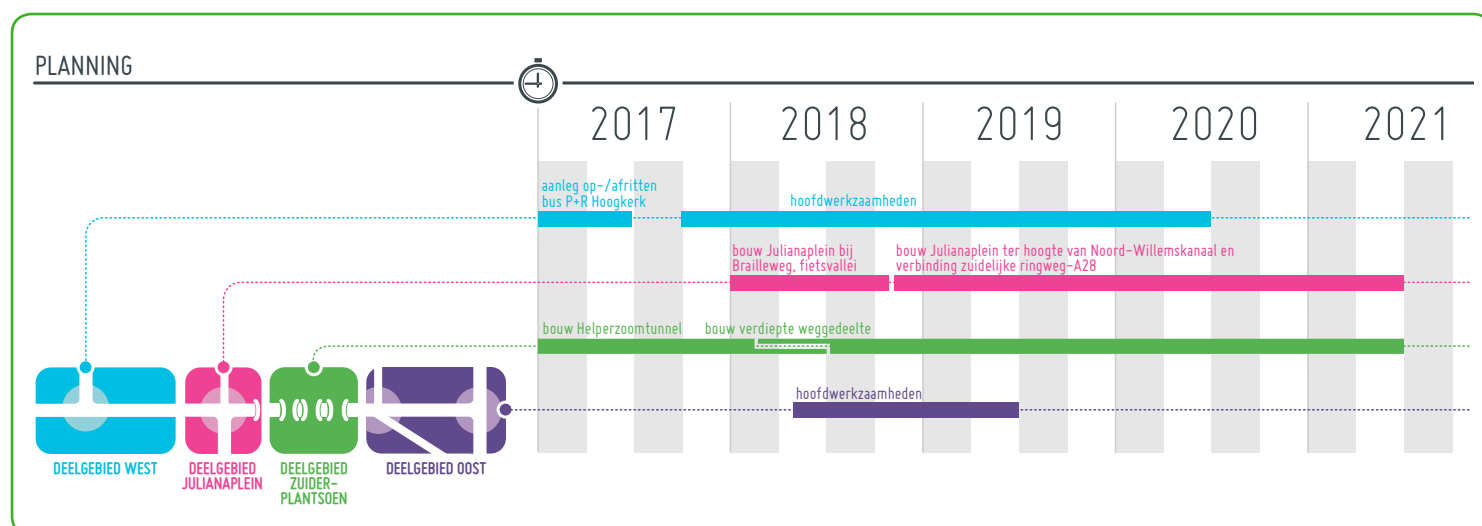 PLANNING
2017
2018
2019
2020
2021
aanleg op-/afritten
bus P+R Hoogkerk
hoofdwerkzaamheden
bouw Julianaplein bij
Brailleweg, fietsvallei
bouw Julianaplein ter hoogte van Noord-Willemskanaal en
verbinding zuidelijke ringweg-A28
bouw Helperzoomtunnel
bouw verdiepte weggedeelte
hoofdwerkzaamheden
DEELGEBIED WEST
DEELGEBIED
JULIANAPLEIN
DEELGEBIED
ZUIDER-
PLANTSOEN
DEELGEBIED OOST